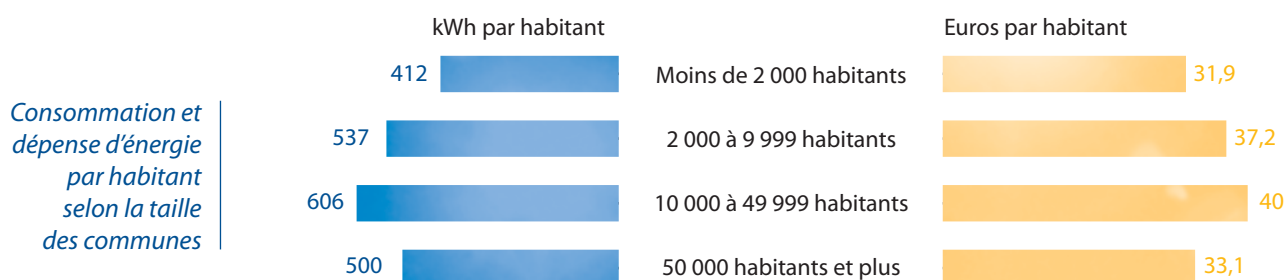 kWh par habitant
Euros par habitant
412
Moins de 2 000 habitants
31,9
Consommation et
dépense d’énergie
par habitant
selon la taille
des communes
537
2 000 à 9 999 habitants
37,2
606
10 000 à 49 999 habitants
40
500
50 000 habitants et plus
33,1